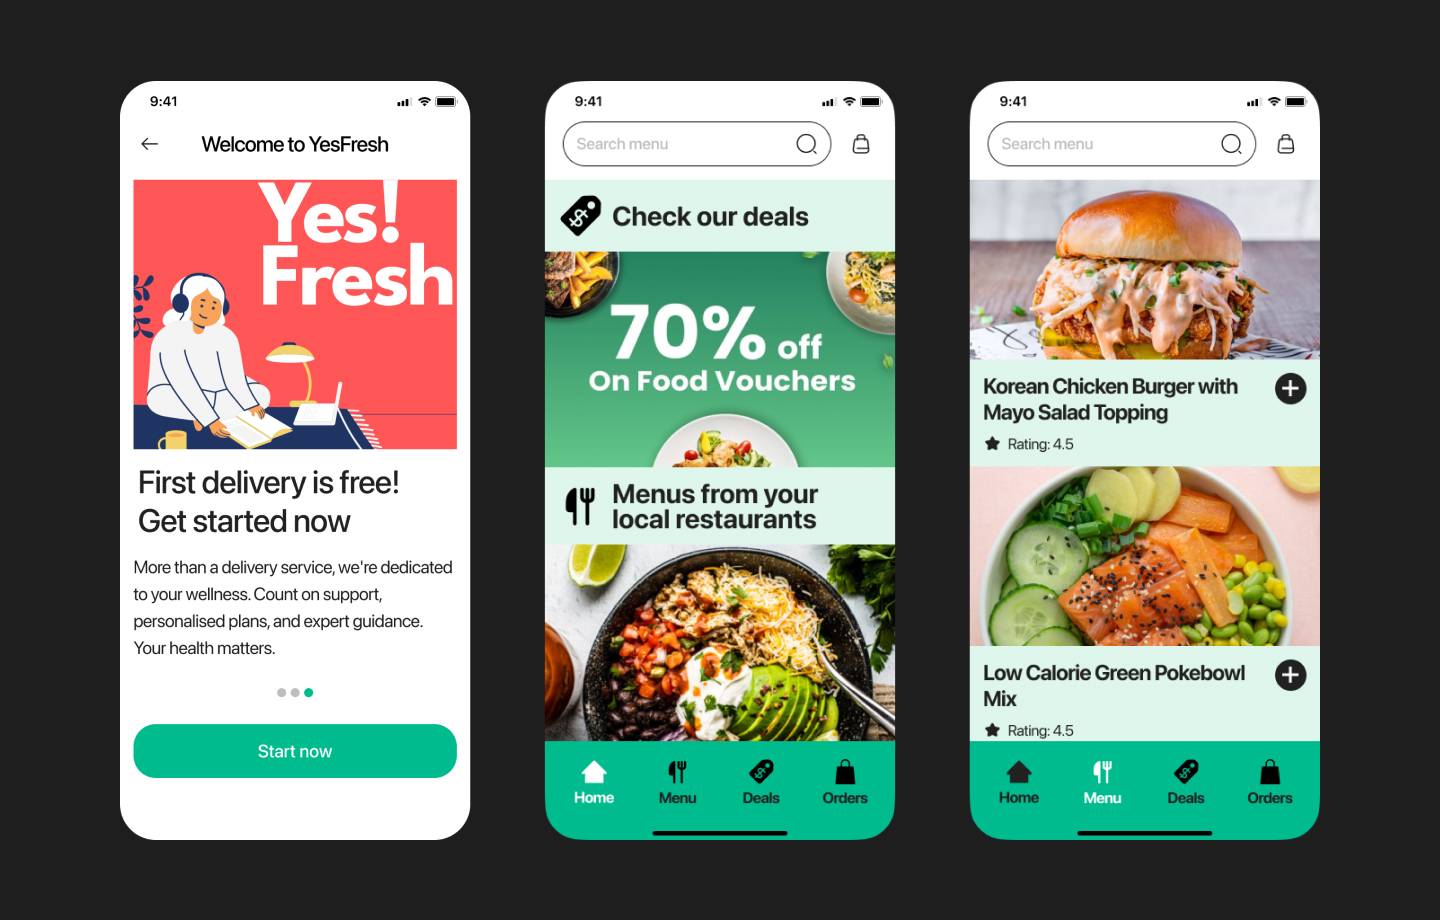 9:41
Welcome to YesFresh
Yes!
Fresh
First delivery is free!
Get started now
More than a delivery service, we're dedicated
to your wellness. Count on support,
personalised plans, and expert guidance.
Your health matters.
Start now
9:41
Search menu
$
Check our deals
70% off
On Food Vouchers
Menus from your
local restaurants
Home
Menu
$
Deals
Orders
9:41
Search menu
Korean Chicken Burger with
Mayo Salad Topping
Rating: 4.5
Low Calorie Green Pokebowl
Mix
Rating: 4.5
Home
Menu
$
Deals
Orders